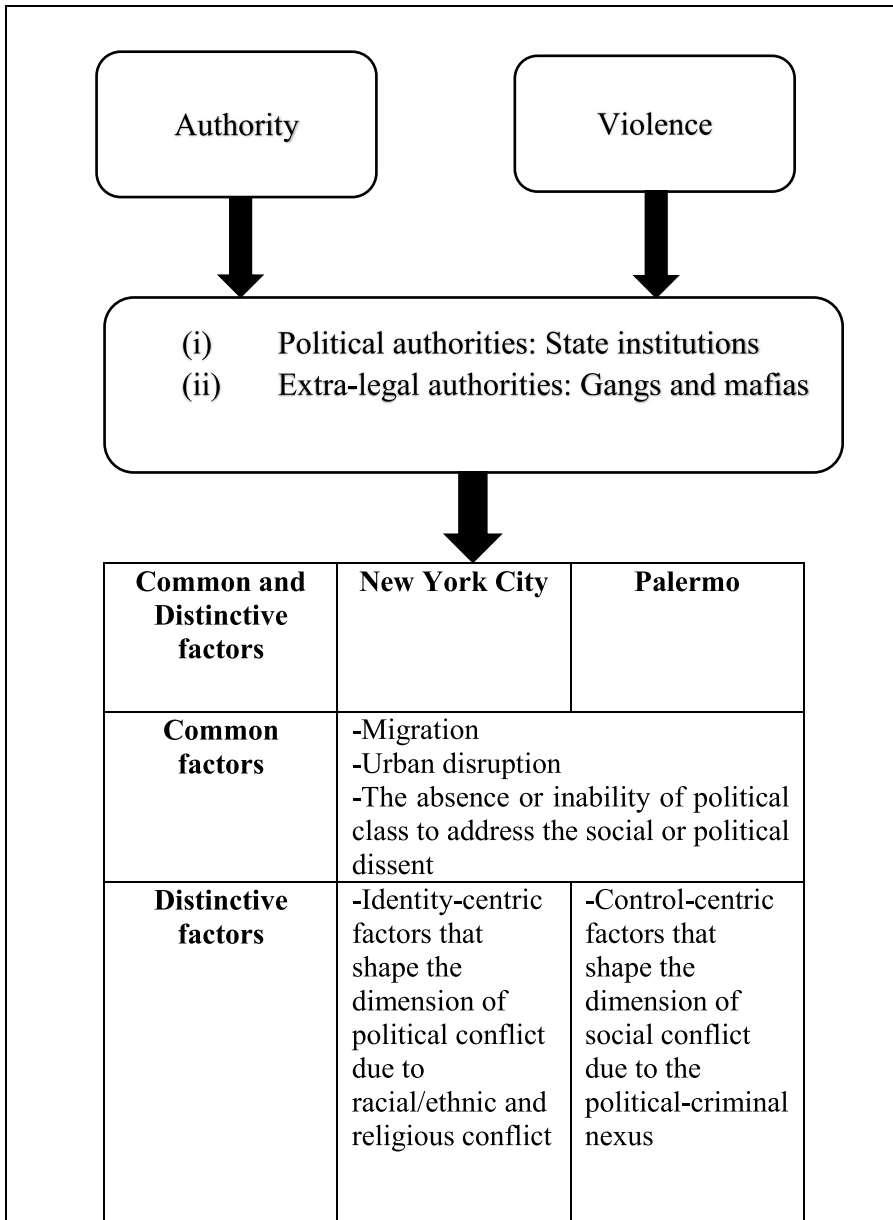 Authority
Violence
(i) Political authorities: State institutions
(ii) Extra-legal authorities: Gangs and mafias
Common and
Distinctive
factors
New York City
Palermo
Common
factors
-Migration
-Urban disruption
-The absence or inability of political
class to address the social or political
dissent
Distinctive
factors
-Identity-centric
factors that
shape the
dimension of
political conflict
due to
racial/ethnic and
religious conflict
-Control-centric
factors that
shape the
dimension of
social conflict
due to the
political-criminal
nexus